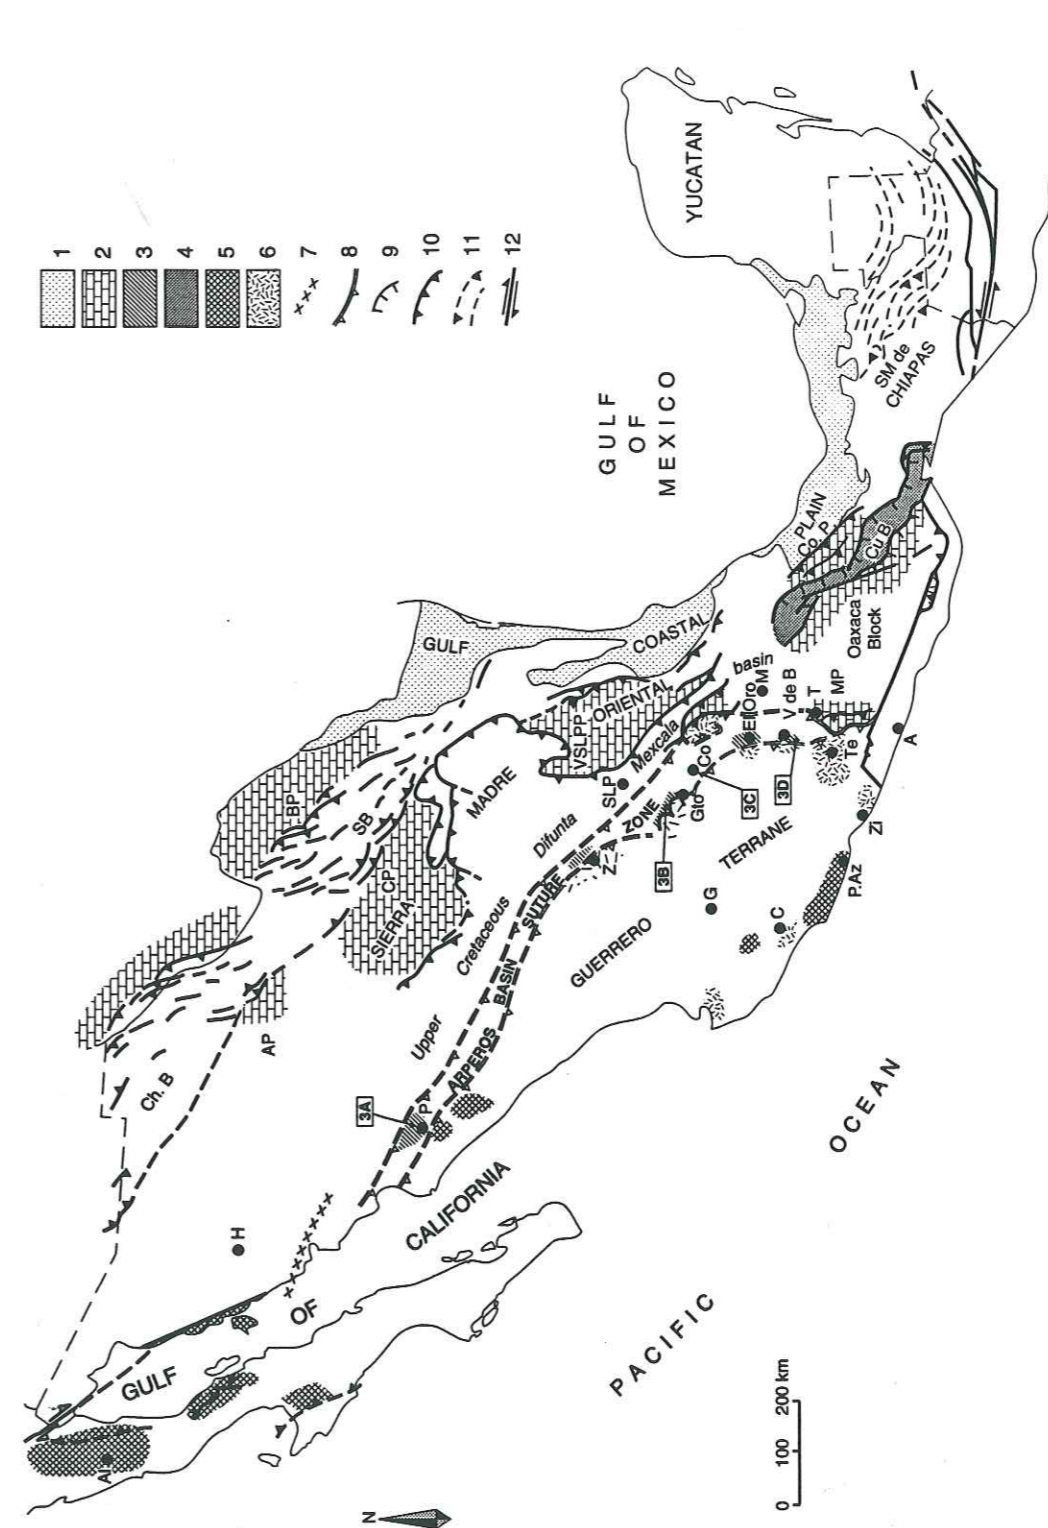 1
2
3
4
5
6
7
8
9
10
11
12
GULF
OF
MEXICO
YUCATAN
SM de
CHIAPAS
PLAIN
Co. P.
Cu B
Oaxaca
Block
GULF
COASTAL
BP
SB
CP
SIERRA
MADRE
ORIENTAL
VSLPP
AP
Ch. B
H
Upper
Cretaceous
Difunta
Mexcala
basin
SLP
ARPEROS
BASIN
SUTURE
ZONE
3A
P
Z
3B
Gto
Co
3C
El Oro
M
3D
V de B
T
MP
Te
A
Zi
P.Az
C
G
GUERRERO
TERRANE
GULF
OF
CALIFORNIA
Al
PACIFIC
OCEAN
N
0 100 200 km